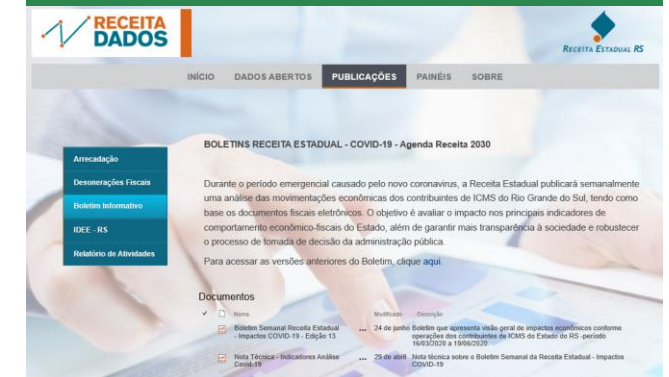 RECEITA
DADOS
RECEITA ESTADUAL RS
INÍCIO DADOS ABERTOS PUBLICAÇÕES PAINÉIS SOBRE
BOLETINS RECEITA ESTADUAL - COVID-19 - Agenda Receita 2030
Arrecadação
Desonerações Fiscais
Boletim Informativo
IDEE - RS
Relatório de Atividades
Durante o período emergencial causado pelo novo coronavirus, a Receita Estadual publicará semanalmente
uma análise das movimentações econômicas dos contribuintes de ICMS do Rio Grande do Sul, tendo como
base os documentos fiscais eletrônicos. O objetivo é avaliar o impacto nos principais indicadores de
comportamento econômico-fiscais do Estado, além de garantir mais transparência à sociedade e robustecer
o processo de tomada de decisão da administração pública.
Para acessar as versões anteriores do Boletim, clique aqui.
Documentos
Nome Modificado Descrição
Boletim Semanal Receita Estadual ... 24 de junho Boletim que apresenta visão geral de impactos econômicos conforme
- Impactos COVID-19 - Edição 13 operações dos contribuintes de ICMS do Estado do RS -período
16/03/2020 a 19/06/2020
Nota Técnica - Indicadores Análise ... 29 de abril Nota técnica sobre o Boletim Semanal da Receita Estadual - Impactos
Covid-19 COVID-19